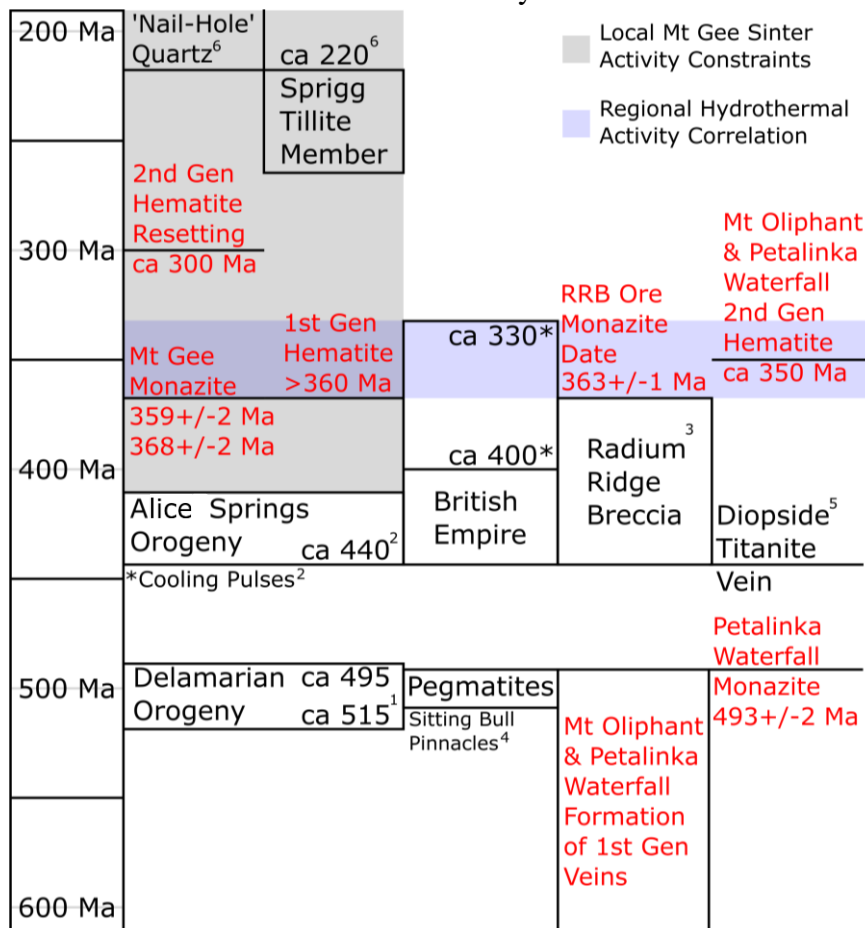 200 Ma
300 Ma
400 Ma
500 Ma
600 Ma
'Nail-Hole'
Quartz6
ca 2206
Sprigg
Tillite
Member
2nd Gen
Hematite
Resetting
ca 300 Ma
1st Gen
Hematite
>360 Ma
Mt Gee
Monazite
359+/-2 Ma
368+/-2 Ma
Alice Springs
Orogeny
ca 4402
*Cooling Pulses2
Delamarian
Orogeny
ca 495
ca 5151
ca 330*
ca 400*
British
Empire
Pegmatites
Sitting Bull
Pinnacles4
RRB Ore
Monazite
Date
363+/-1 Ma
Radium3
Ridge
Breccia
Mt Oliphant
& Petalinka
Waterfall
Formation
of 1st Gen
Veins
Local Mt Gee Sinter
Activity Constraints
Regional Hydrothermal
Activity Correlation
Mt Oliphant
& Petalinka
Waterfall
2nd Gen
Hematite
ca 350 Ma
Diopside5
Titanite
Vein
Petalinka
Waterfall
Monazite
493+/-2 Ma